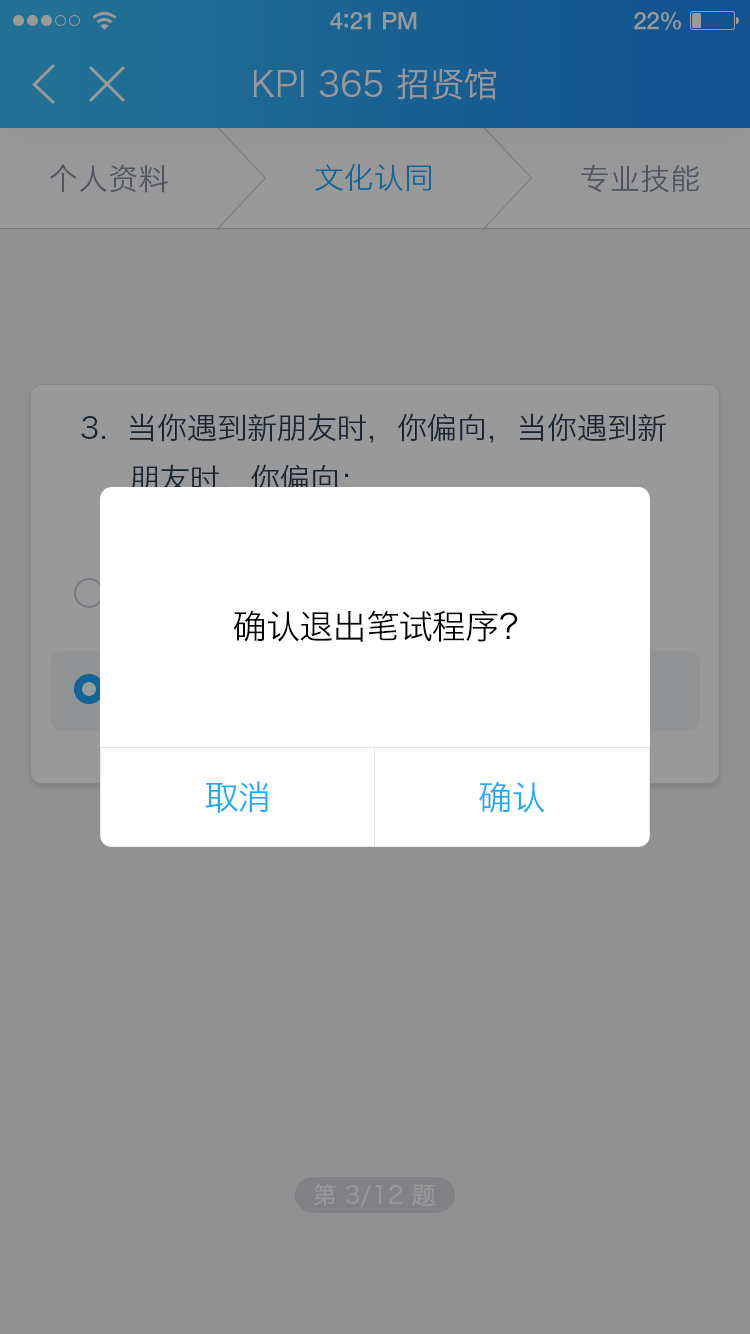 4:21 PM
22%
KPI 365 招贤馆
个人资料
文化认同
专业技能
3. 当你遇到新朋友时，你偏向，当你遇到新
朋友时，你偏向：
确认退出笔试程序？
取消
确认
第 3/12 题